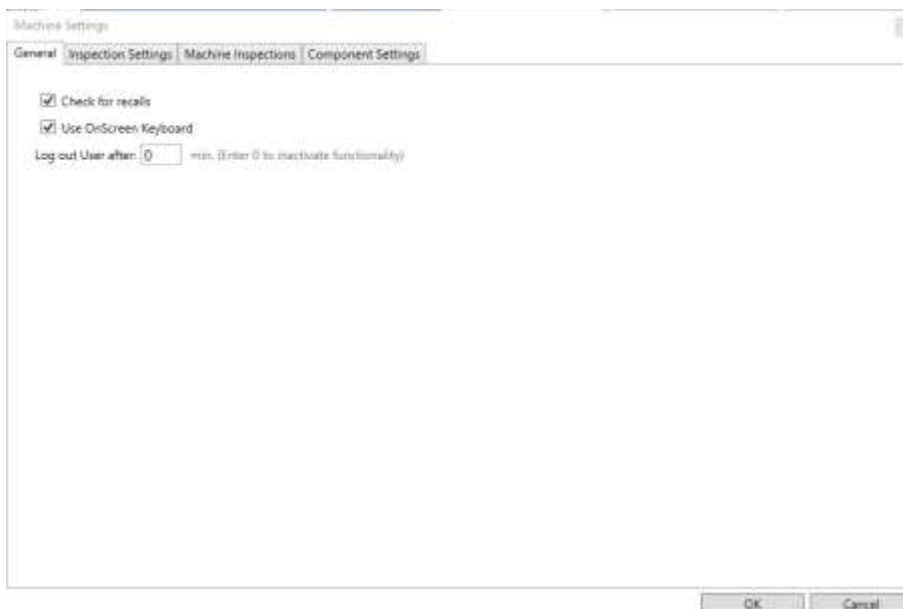 Machine Settings
General Inspection Settings Machine Inspections Component Settings
Check for recalls
Use OnScreen Keyboard
Log out User after: 0 min. (Enter 0 to inactivate functionality)
OK Cancel